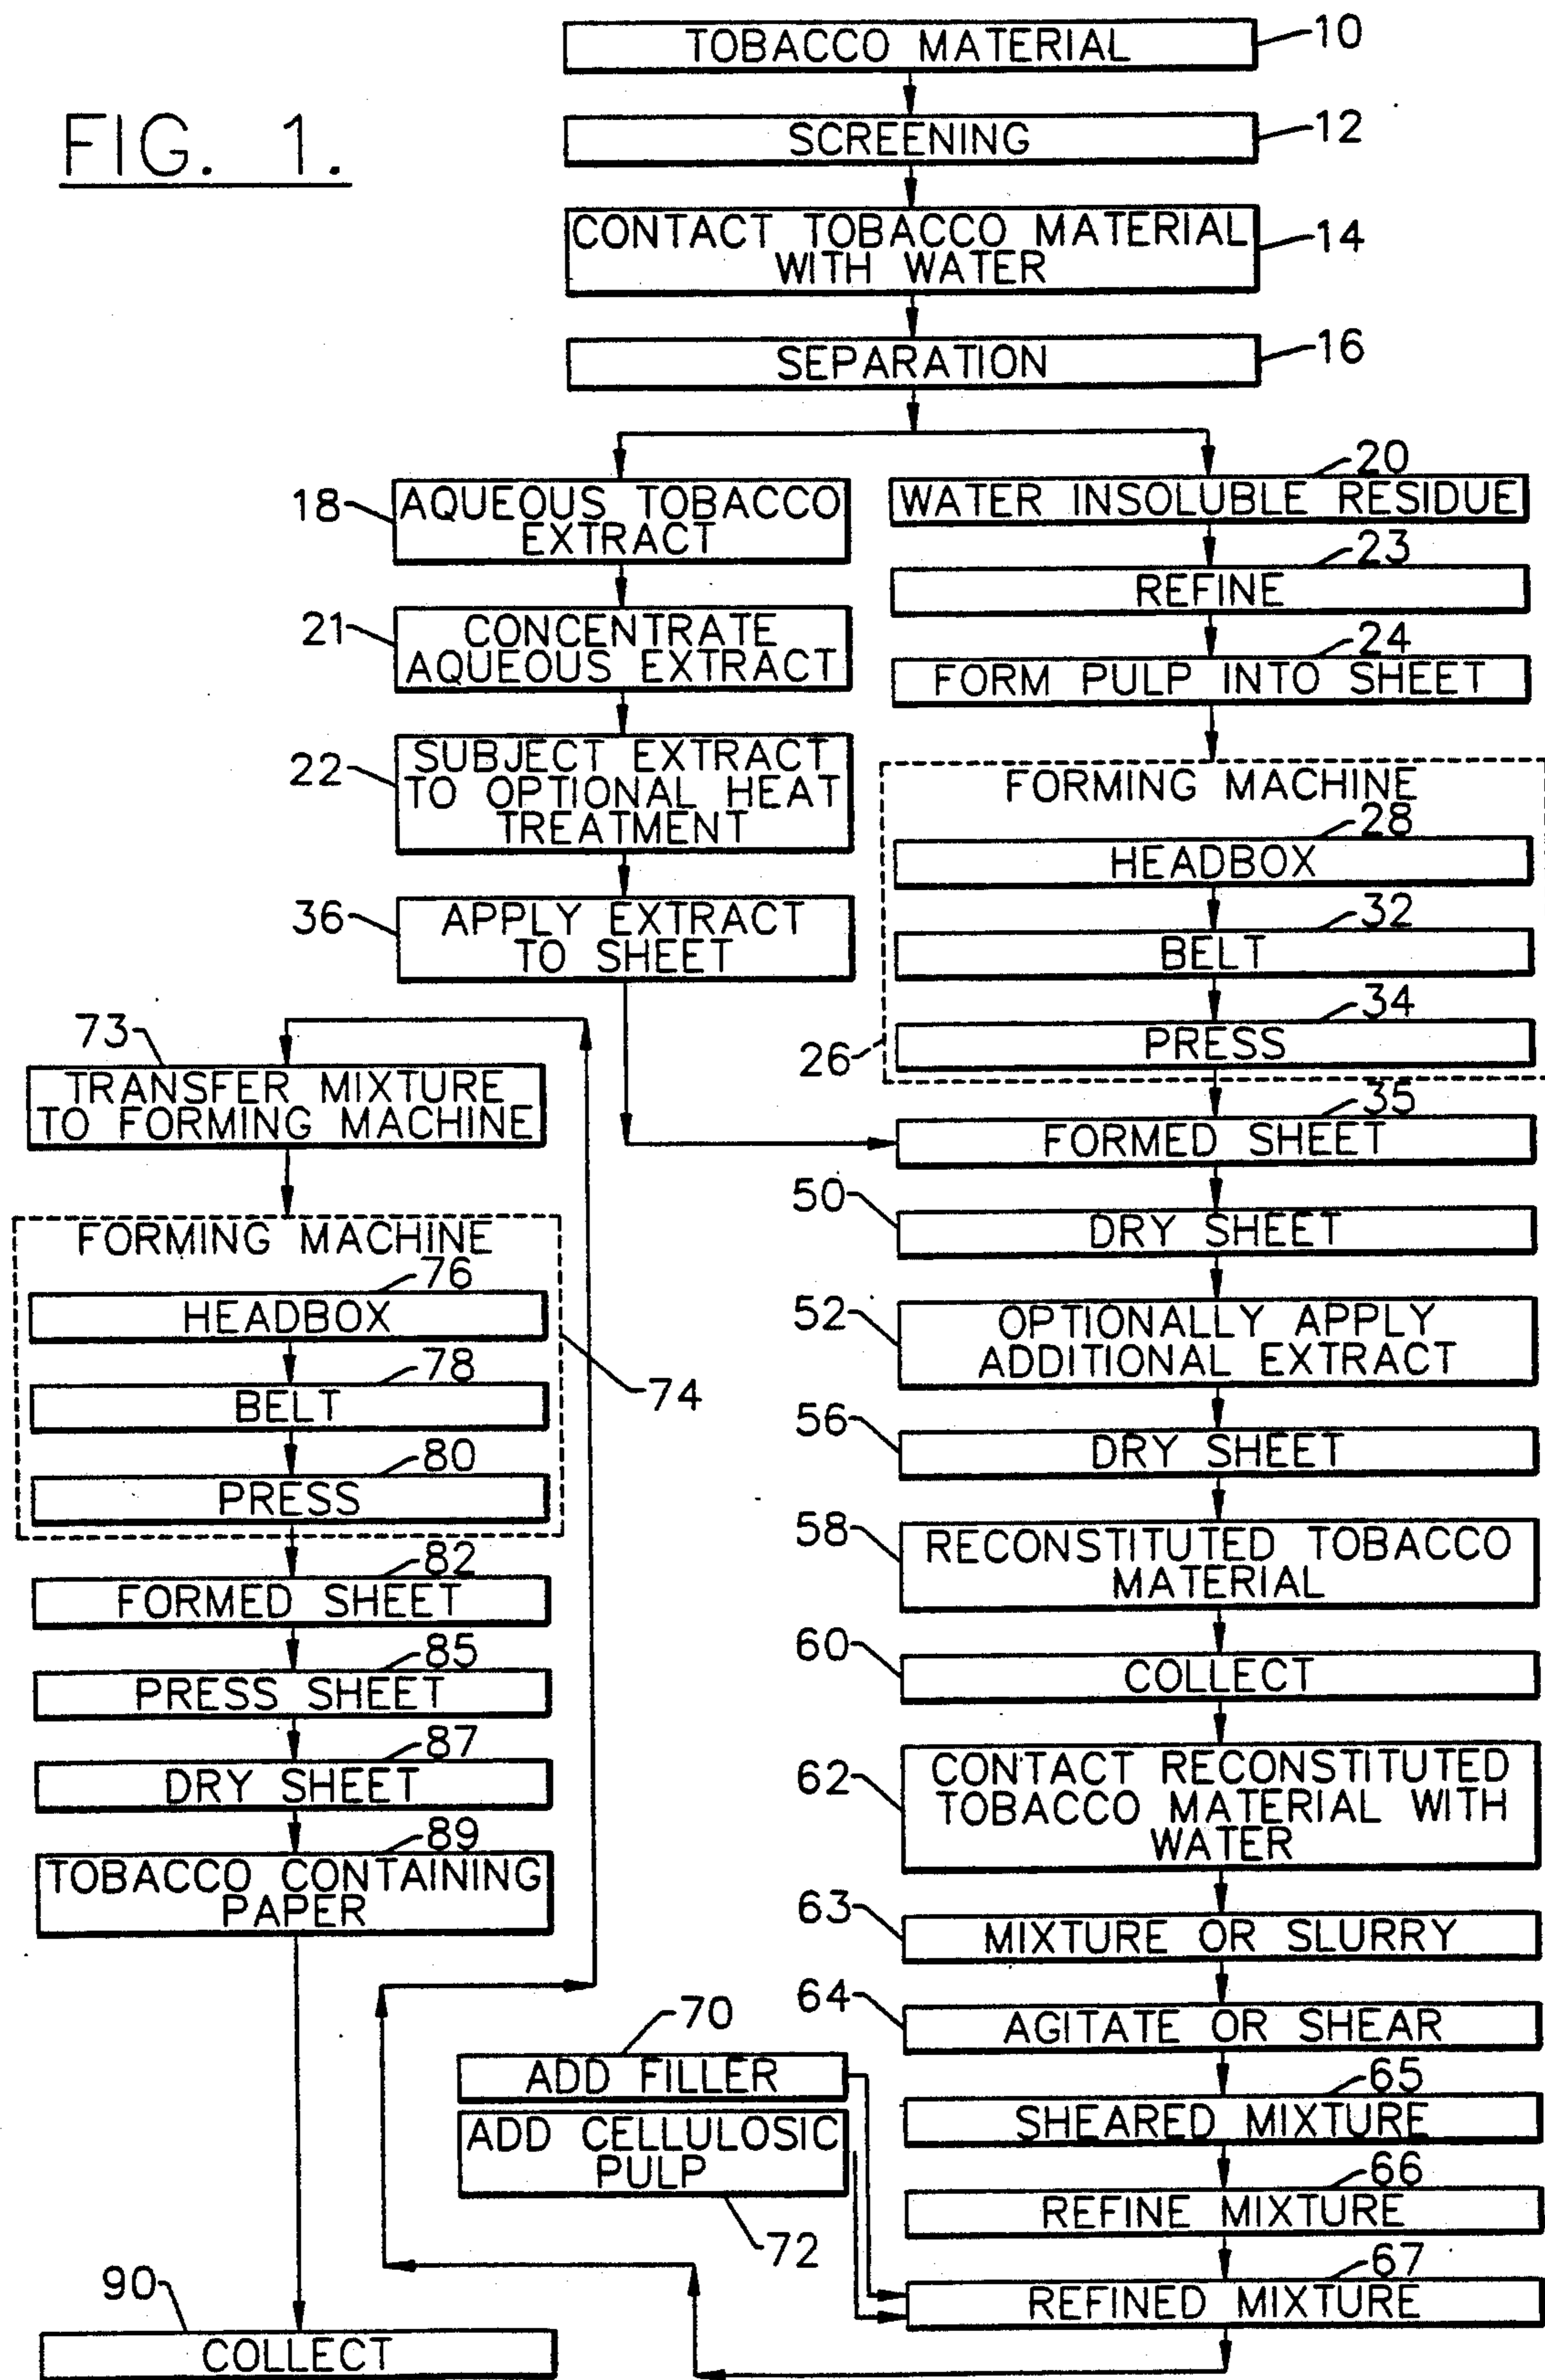 FIG. 1.
TOBACCO MATERIAL
10
SCREENING
12
CONTACT TOBACCO MATERIAL
WITH WATER
14
SEPARATION
16
18
AQUEOUS TOBACCO
EXTRACT
21
CONCENTRATE
AQUEOUS EXTRACT
22
SUBJECT EXTRACT
TO OPTIONAL HEAT
TREATMENT
36
APPLY EXTRACT
TO SHEET
20
WATER INSOLUBLE RESIDUE
23
REFINE
24
FORM PULP INTO SHEET
FORMING MACHINE
28
HEADBOX
32
BELT
34
PRESS
26
35
FORMED SHEET
50
DRY SHEET
52
OPTIONALLY APPLY
ADDITIONAL EXTRACT
56
DRY SHEET
58
RECONSTITUTED TOBACCO
MATERIAL
60
COLLECT
62
CONTACT RECONSTITUTED
TOBACCO MATERIAL WITH
WATER
63
MIXTURE OR SLURRY
64
AGITATE OR SHEAR
65
SHEARED MIXTURE
66
REFINE MIXTURE
67
REFINED MIXTURE
70
ADD FILLER
ADD CELLULOSIC
PULP
72
73
TRANSFER MIXTURE
TO FORMING MACHINE
FORMING MACHINE
76
HEADBOX
78
BELT
74
80
PRESS
82
FORMED SHEET
85
PRESS SHEET
87
DRY SHEET
89
TOBACCO CONTAINING
PAPER
90
COLLECT